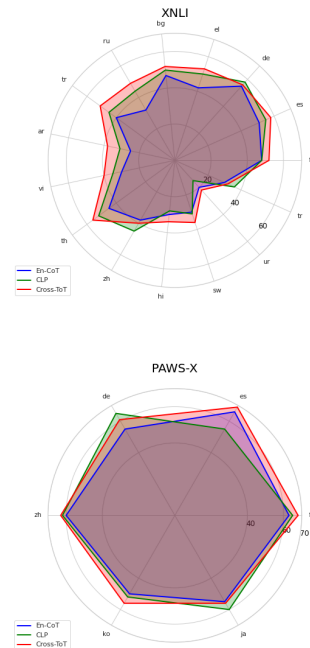 XNLI
bg
el
ru
de
tr
es
ar
20
vi
40
tr
60
th
ur
zh
sw
hi
En-CoT
CLP
Cross-ToT
PAWS-X
de
es
zh
40
60
70
ko
ja
En-CoT
CLP
Cross-ToT